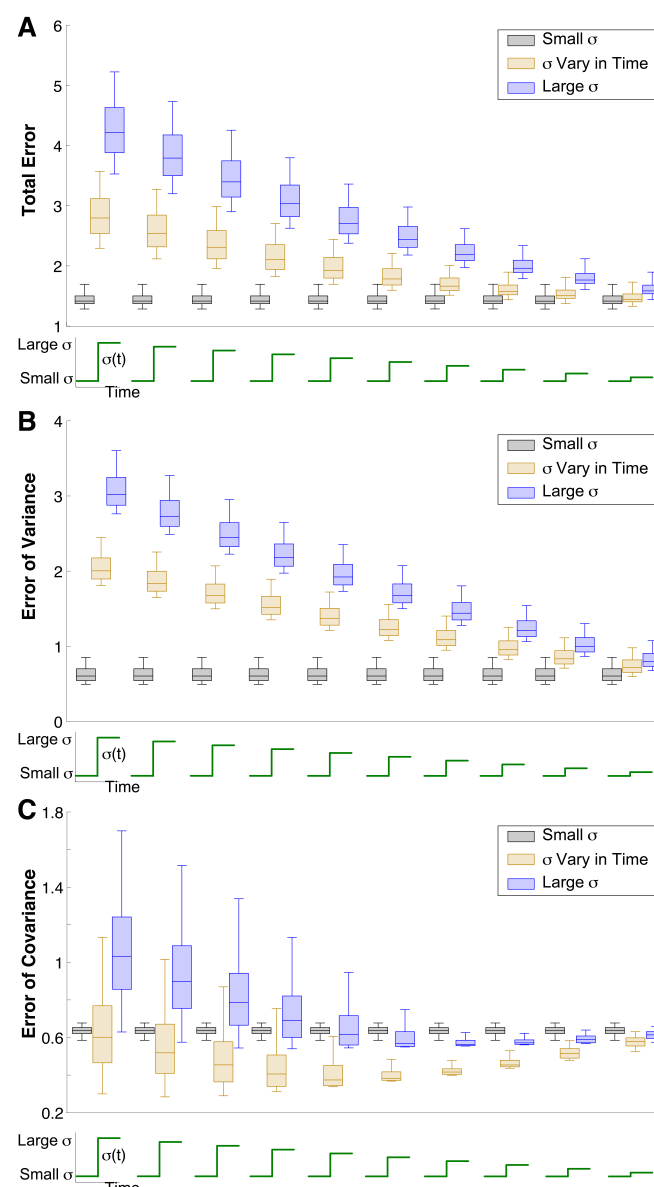 A
6
5
4
3
2
1
Total Error
Small σ
σ Vary in Time
Large σ
Large σ
Small σ
σ(t)
Time
B
4
3
2
1
0
Error of Variance
Small σ
σ Vary in Time
Large σ
Large σ
Small σ
σ(t)
Time
C
1.8
1.4
1
0.6
0.2
Error of Covariance
Small σ
σ Vary in Time
Large σ
Large σ
Small σ
σ(t)
Time